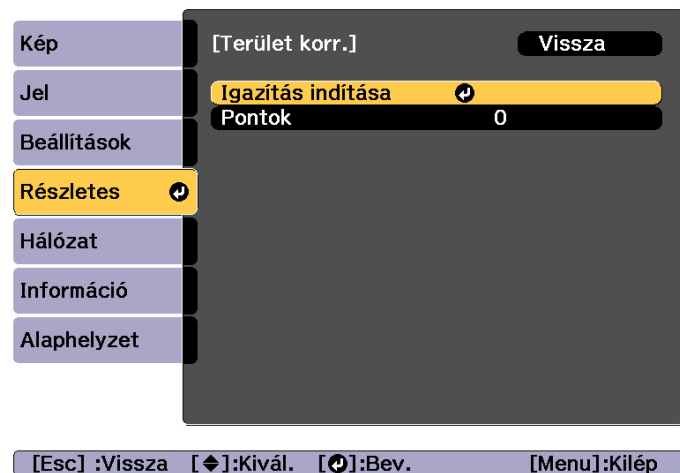 Kép
Jel
Beállítások
Részletes
Hálózat
Információ
Alaphelyzet
[Terület korr.] Vissza
Igazítás indítása
Pontok 0
[Esc] :Vissza [◆]:Kivál. [↵]:Bev. [Menu]:Kilép